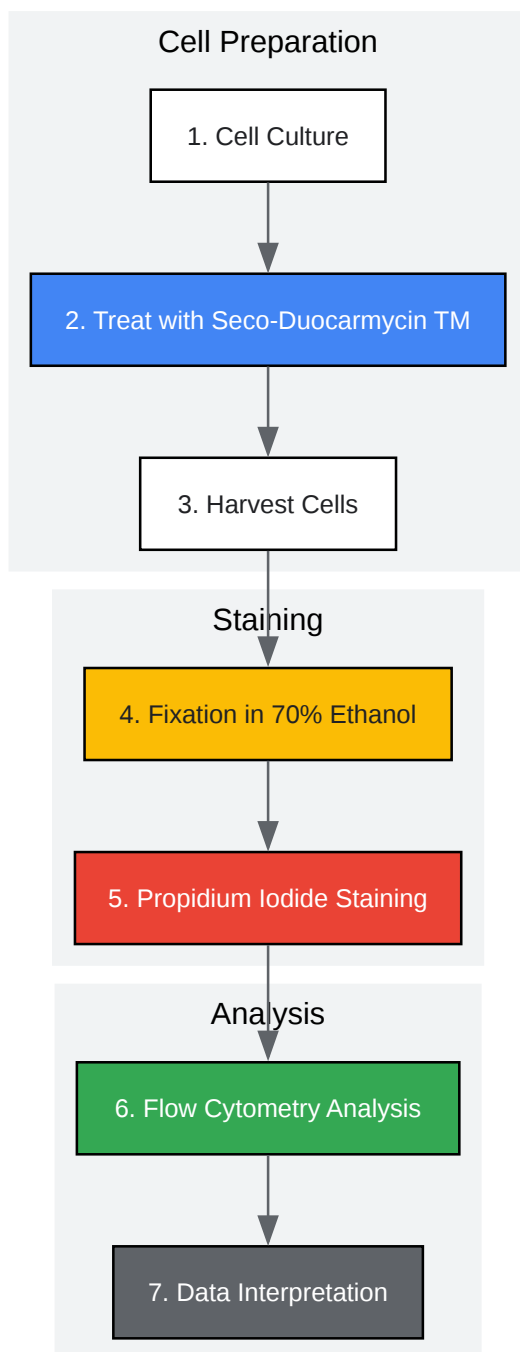 Cell Preparation
1. Cell Culture
2. Treat with Seco-Duocarmycin TM
3. Harvest Cells
Staining
4. Fixation in 70% Ethanol
5. Propidium Iodide Staining
Analysis
6. Flow Cytometry Analysis
7. Data Interpretation